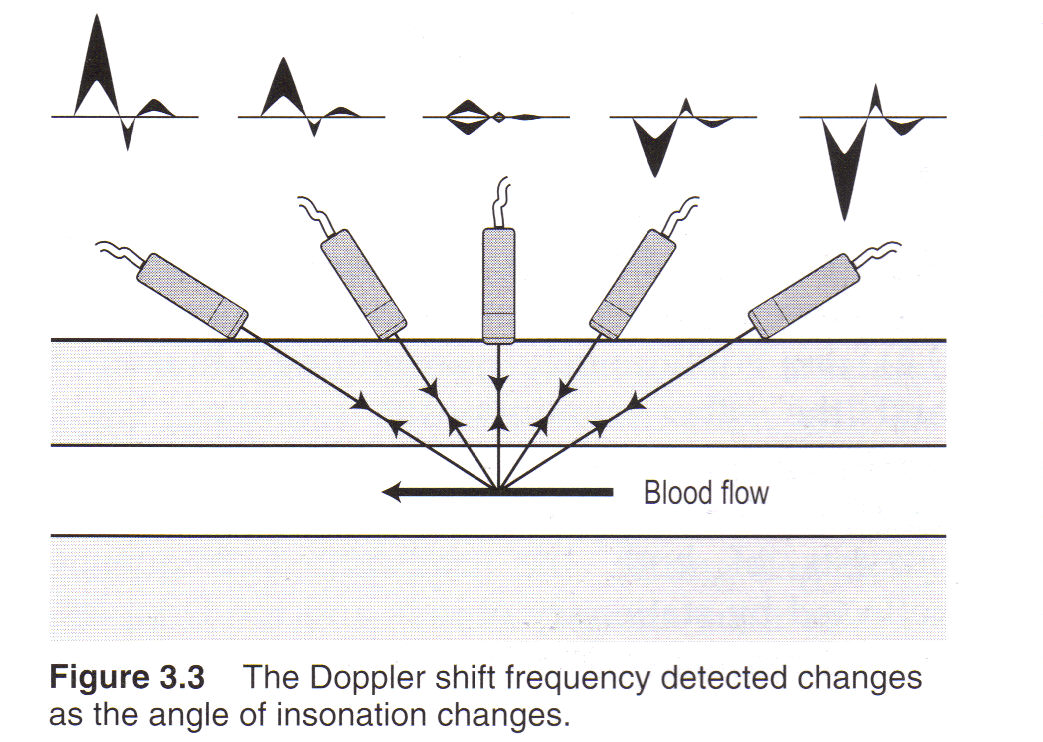 Blood flow
Figure 3.3 The Doppler shift frequency detected changes
as the angle of insonation changes.